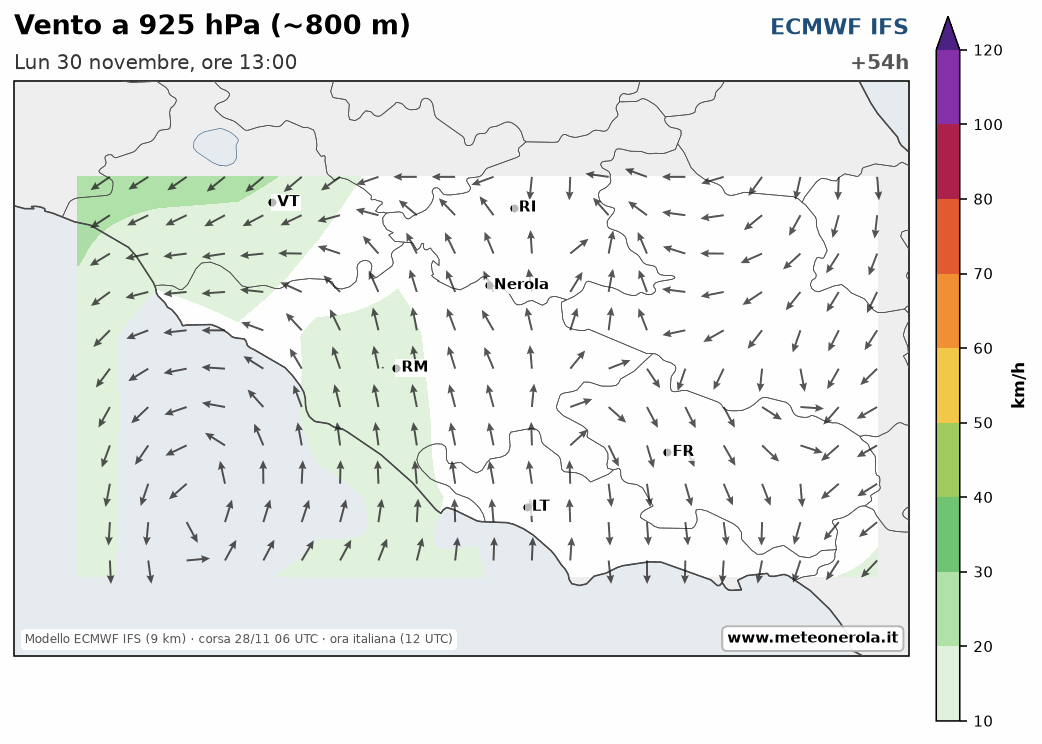 Vento a 925 hPa (~800 m)
ECMWF IFS
Lun 30 novembre, ore 13:00
+54h
VT
RI
Nerola
RM
FR
LT
120
100
80
70
60
50
40
30
20
10
km/h
Modello ECMWF IFS (9 km) · corsa 28/11 06 UTC · ora italiana (12 UTC)
www.meteonerola.it